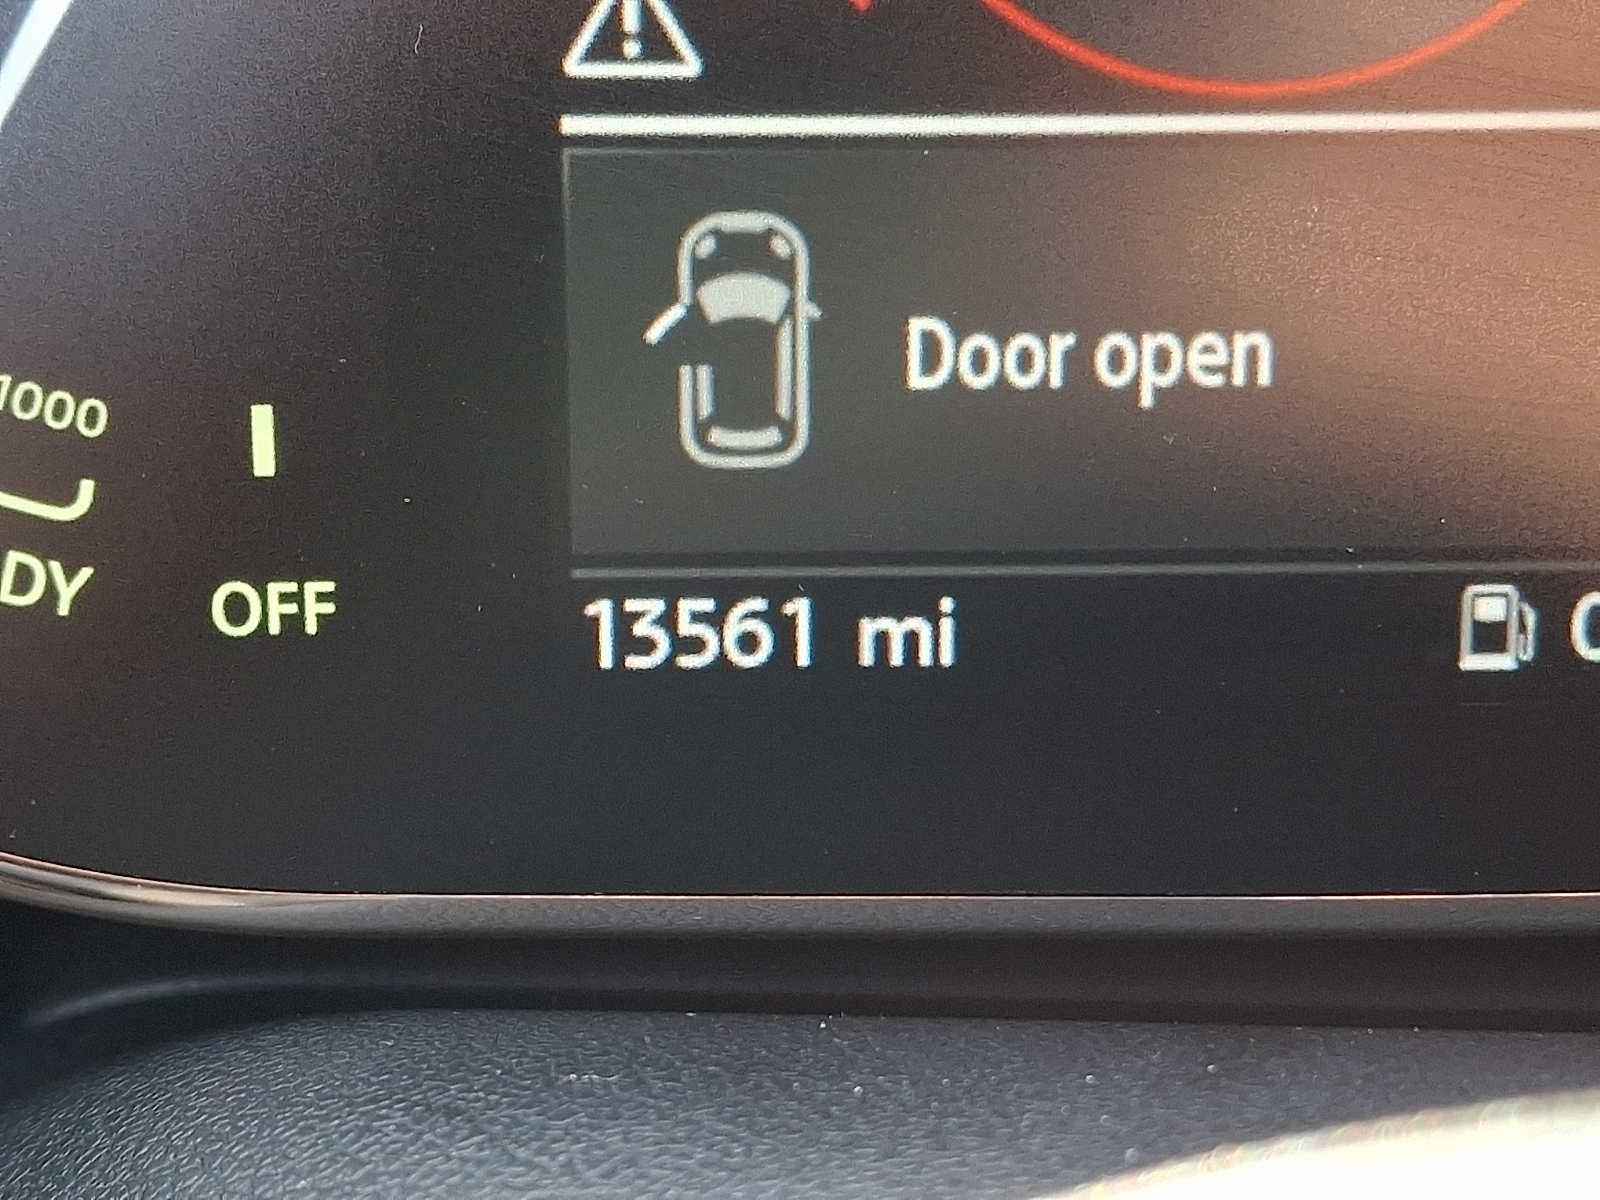 Door open
1000
DY OFF
13561 mi